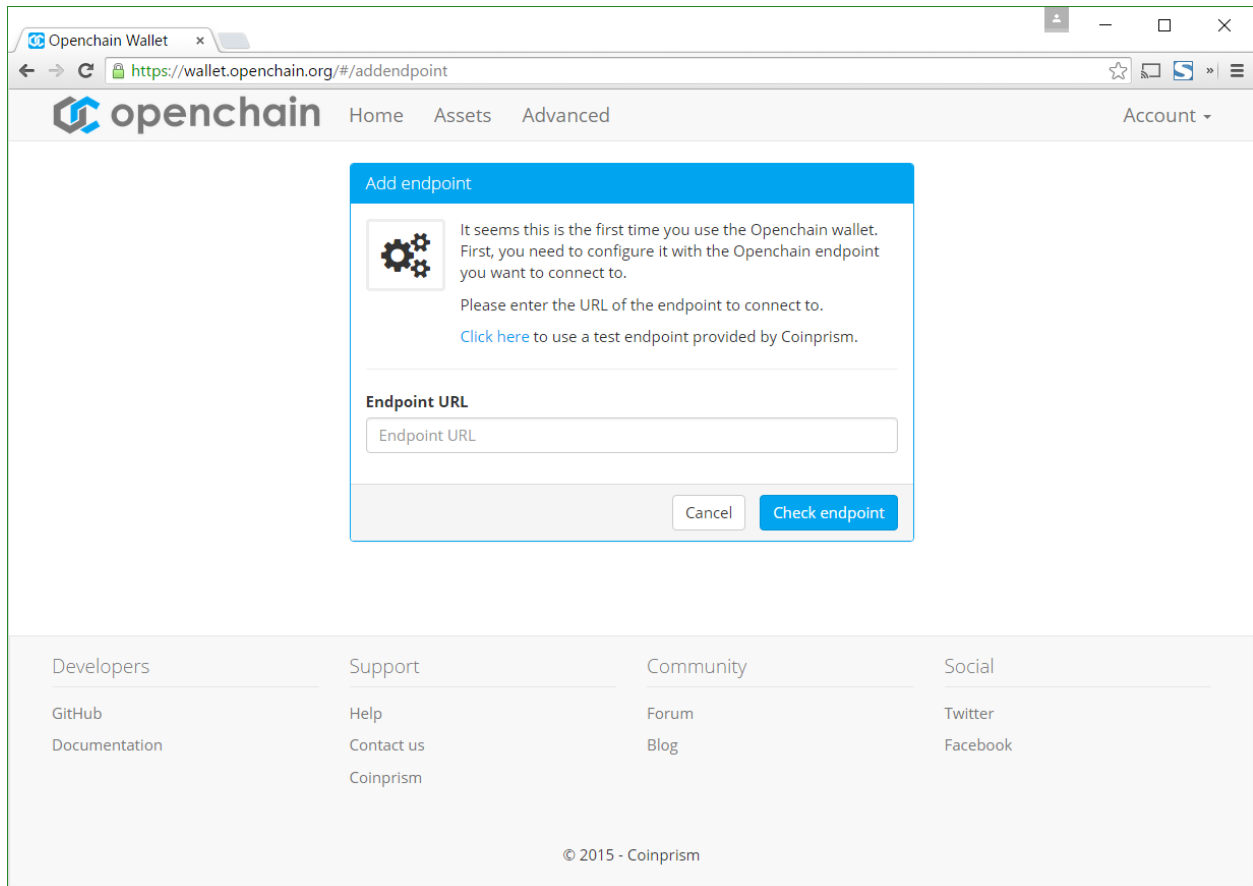 Openchain Wallet
https://wallet.openchain.org/#/addendpoint
openchain Home Assets Advanced Account
Add endpoint
It seems this is the first time you use the Openchain wallet.
First, you need to configure it with the Openchain endpoint
you want to connect to.
Please enter the URL of the endpoint to connect to.
Click here to use a test endpoint provided by Coinprism.
Endpoint URL
Endpoint URL
Cancel Check endpoint
Developers
GitHub
Documentation
Support
Help
Contact us
Coinprism
Community
Forum
Blog
Social
Twitter
Facebook
© 2015 - Coinprism